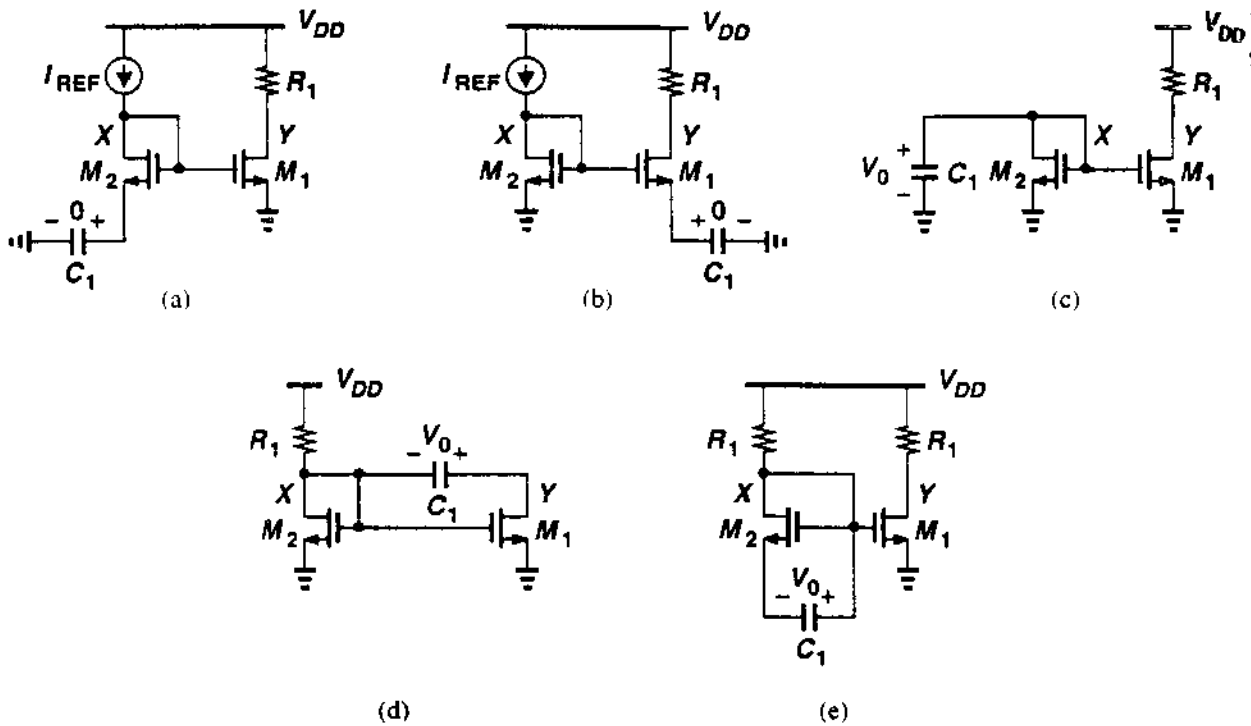 V_DD
I_REF
R_1
X
Y
M_2
M_1
- 0 +
C_1
(a)
V_DD
I_REF
R_1
X
Y
M_2
M_1
+ 0 -
C_1
(b)
V_DD
R_1
X
Y
V_0
+
-
C_1
M_2
M_1
(c)
V_DD
R_1
- V_0 +
C_1
X
Y
M_2
M_1
(d)
V_DD
R_1
R_1
X
Y
M_2
M_1
- V_0 +
C_1
(e)